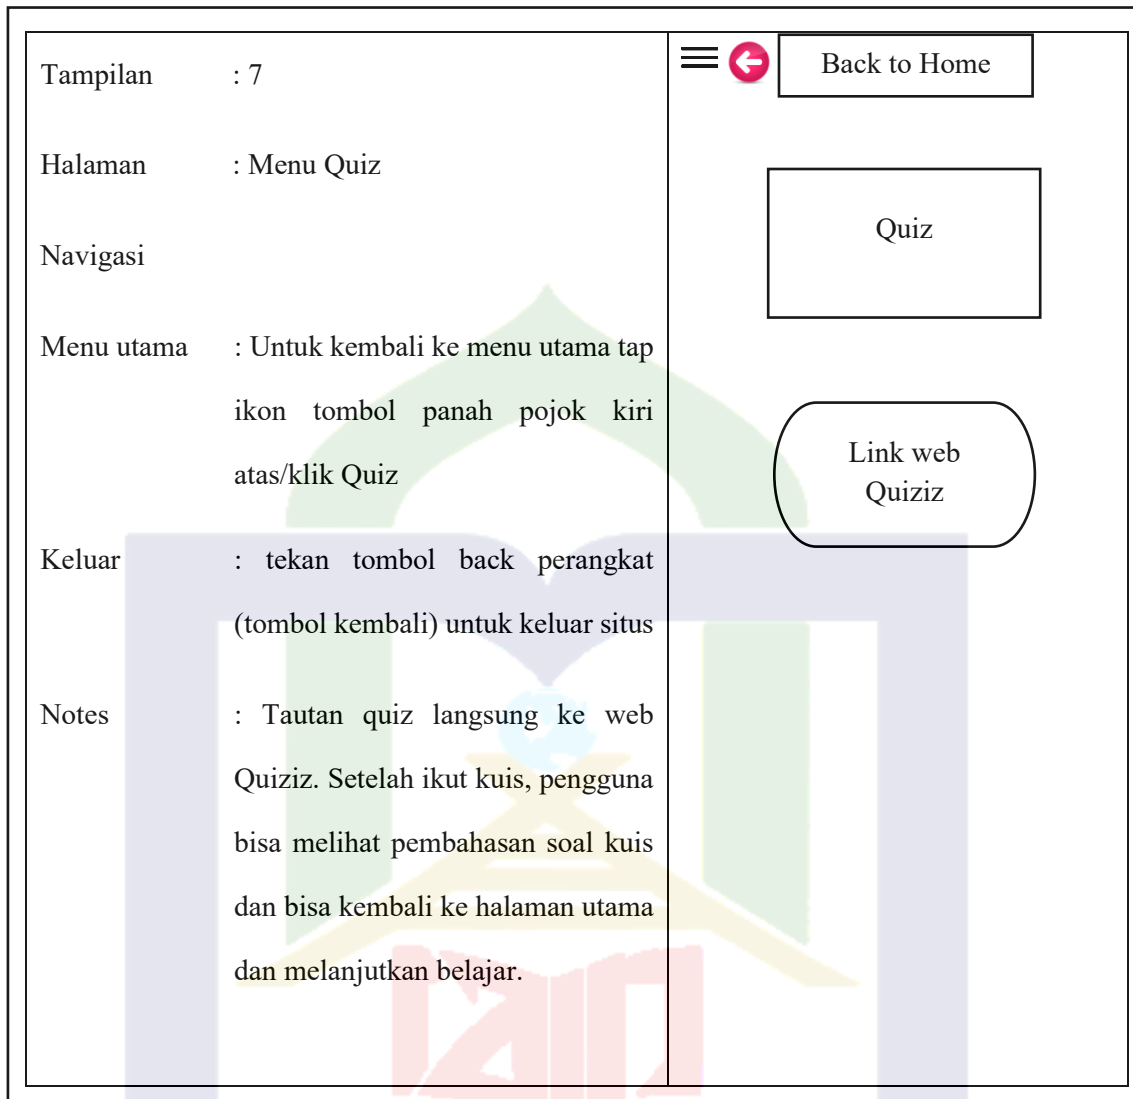 Tampilan : 7
Halaman : Menu Quiz
Navigasi
Menu utama : Untuk kembali ke menu utama tap
ikon tombol panah pojok kiri
atas/klik Quiz
Keluar : tekan tombol back perangkat
(tombol kembali) untuk keluar situs
Notes : Tautan quiz langsung ke web
Quiziz. Setelah ikut kuis, pengguna
bisa melihat pembahasan soal kuis
dan bisa kembali ke halaman utama
dan melanjutkan belajar.
Back to Home
Quiz
Link web
Quiziz